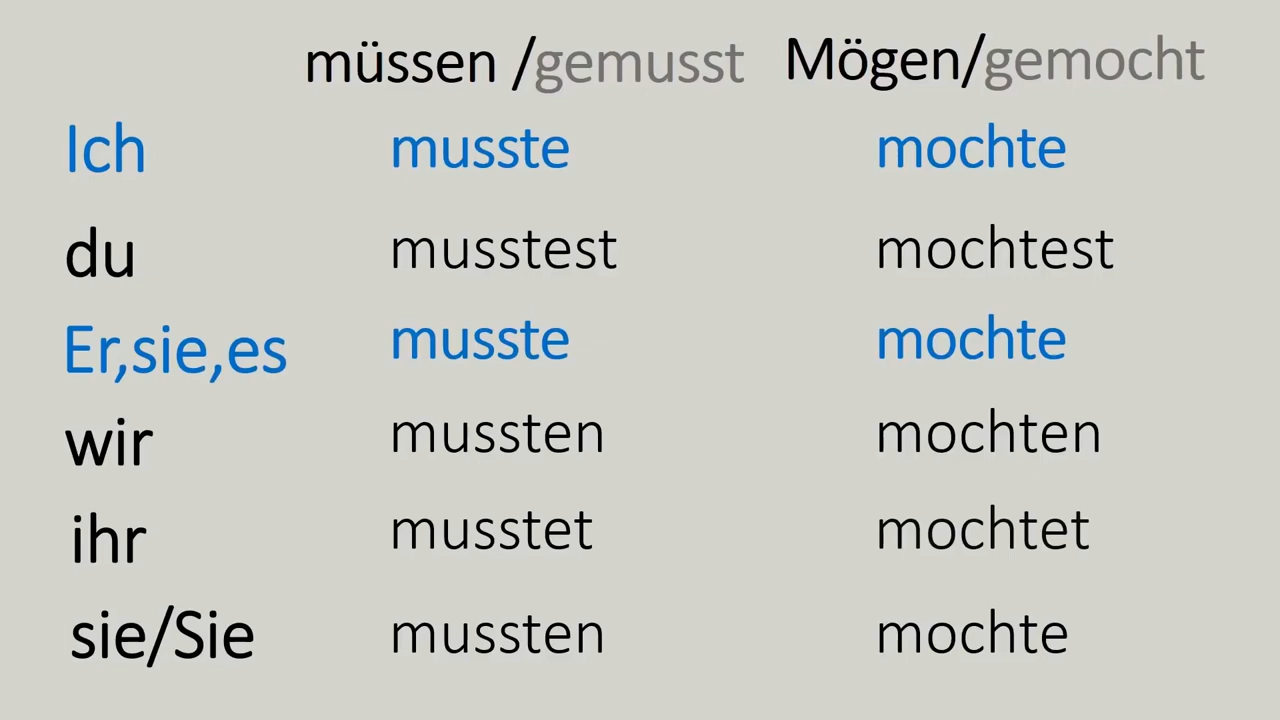 müssen /gemusst Mögen/gemocht
Ich musste mochte
du musstest mochtest
Er,sie,es musste mochte
wir mussten mochten
ihr musstet mochtet
sie/Sie mussten mochte